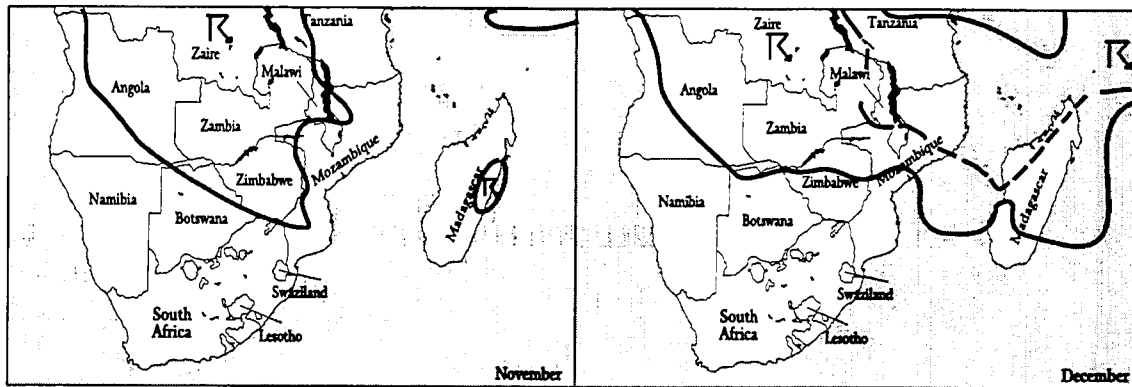 Tanzania
Zaire
Malawi
Angola
Zambia
Mozambique
Zimbabwe
Namibia
Botswana
Madagascar
Swaziland
South
Africa
Lesotho
November
Tanzania
Zaire
Malawi
Angola
Zambia
Mozambique
Zimbabwe
Namibia
Botswana
Madagascar
Swaziland
South
Africa
Lesotho
December